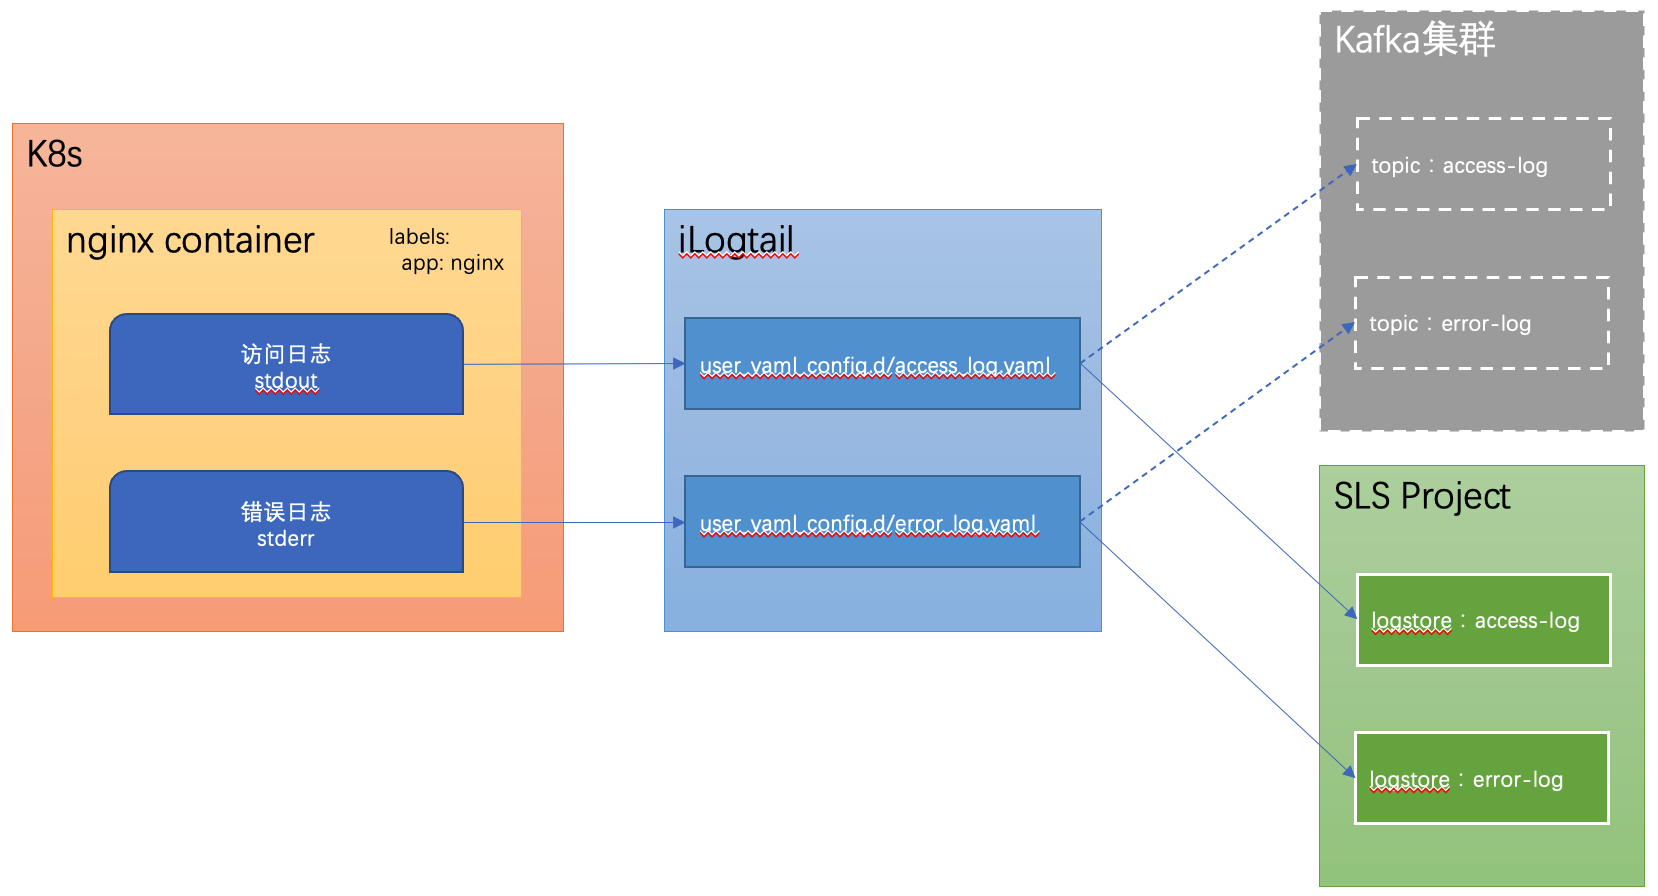 K8s
nginx container
labels:
app: nginx
访问日志
stdout
错误日志
stderr
iLogtail
user_yaml_config.d/access_log.yaml
user_yaml_config.d/error_log.yaml
Kafka集群
topic：access-log
topic：error-log
SLS Project
logstore：access-log
logstore：error-log